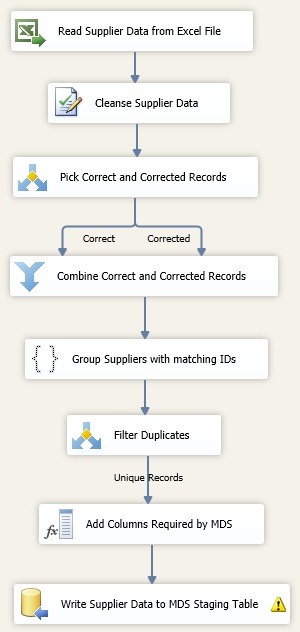 Read Supplier Data from Excel File
Cleanse Supplier Data
Pick Correct and Corrected Records
Correct Corrected
Combine Correct and Corrected Records
{ } Group Suppliers with matching IDs
Filter Duplicates
Unique Records
fx Add Columns Required by MDS
Write Supplier Data to MDS Staging Table